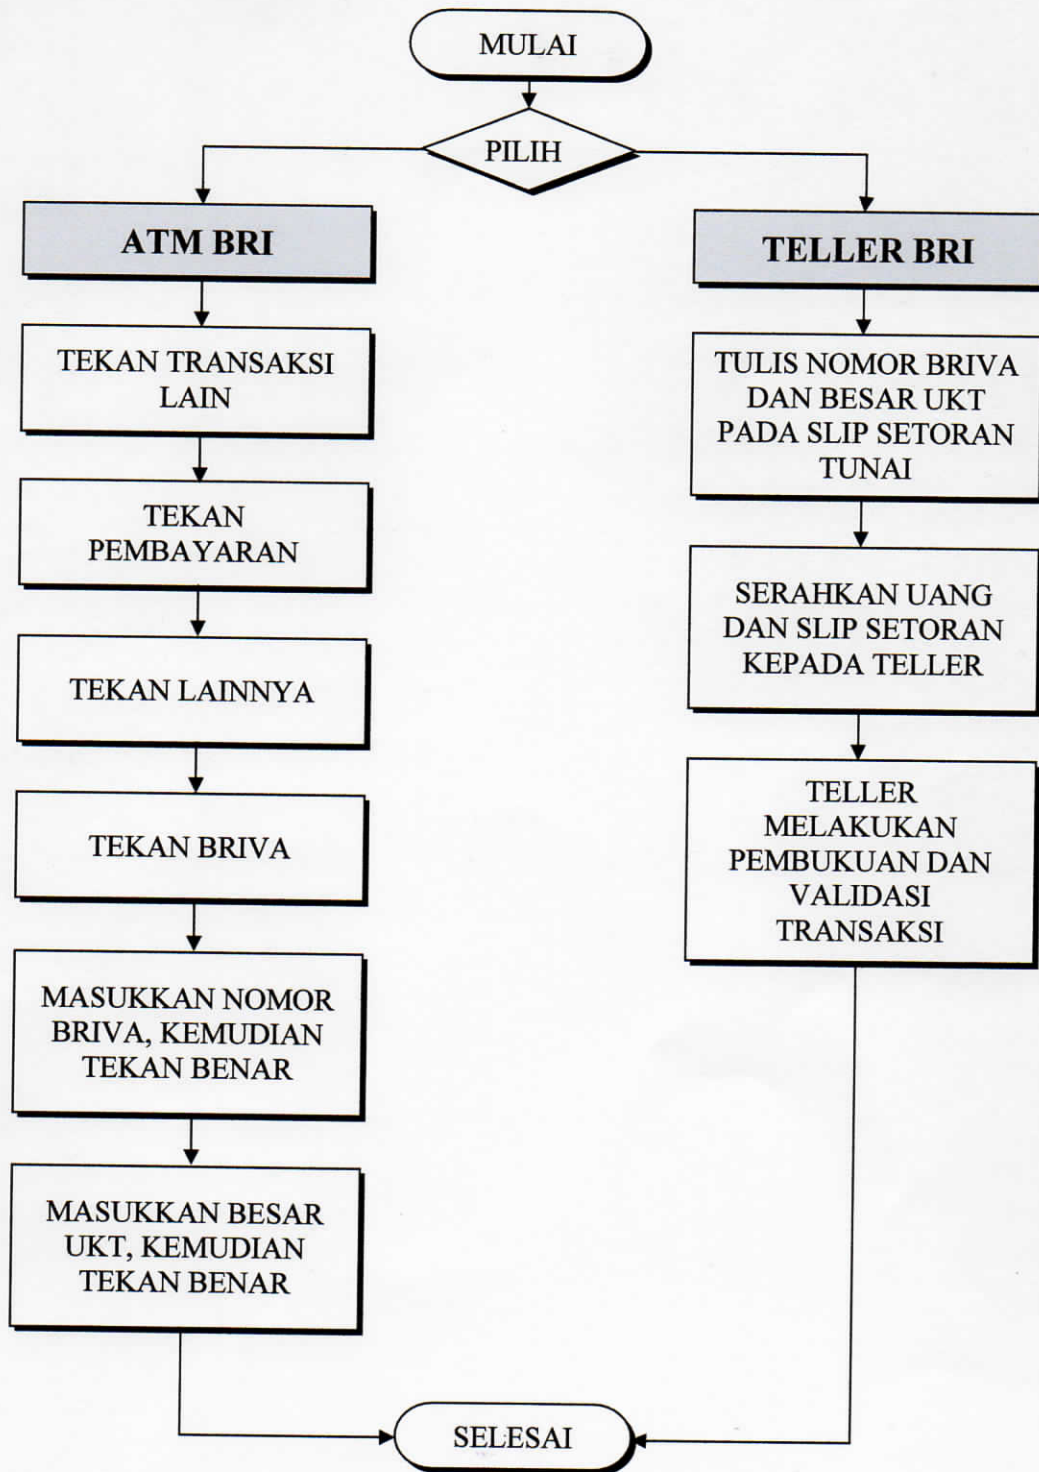 MULAI
PILIH
ATM BRI
TEKAN TRANSAKSI
LAIN
TEKAN
PEMBAYARAN
TEKAN LAINNYA
TEKAN BRIVA
MASUKKAN NOMOR
BRIVA, KEMUDIAN
TEKAN BENAR
MASUKKAN BESAR
UKT, KEMUDIAN
TEKAN BENAR
TELLER BRI
TULIS NOMOR BRIVA
DAN BESAR UKT
PADA SLIP SETORAN
TUNAI
SERAHKAN UANG
DAN SLIP SETORAN
KEPADA TELLER
TELLER
MELAKUKAN
PEMBUKUAN DAN
VALIDASI
TRANSAKSI
SELESAI